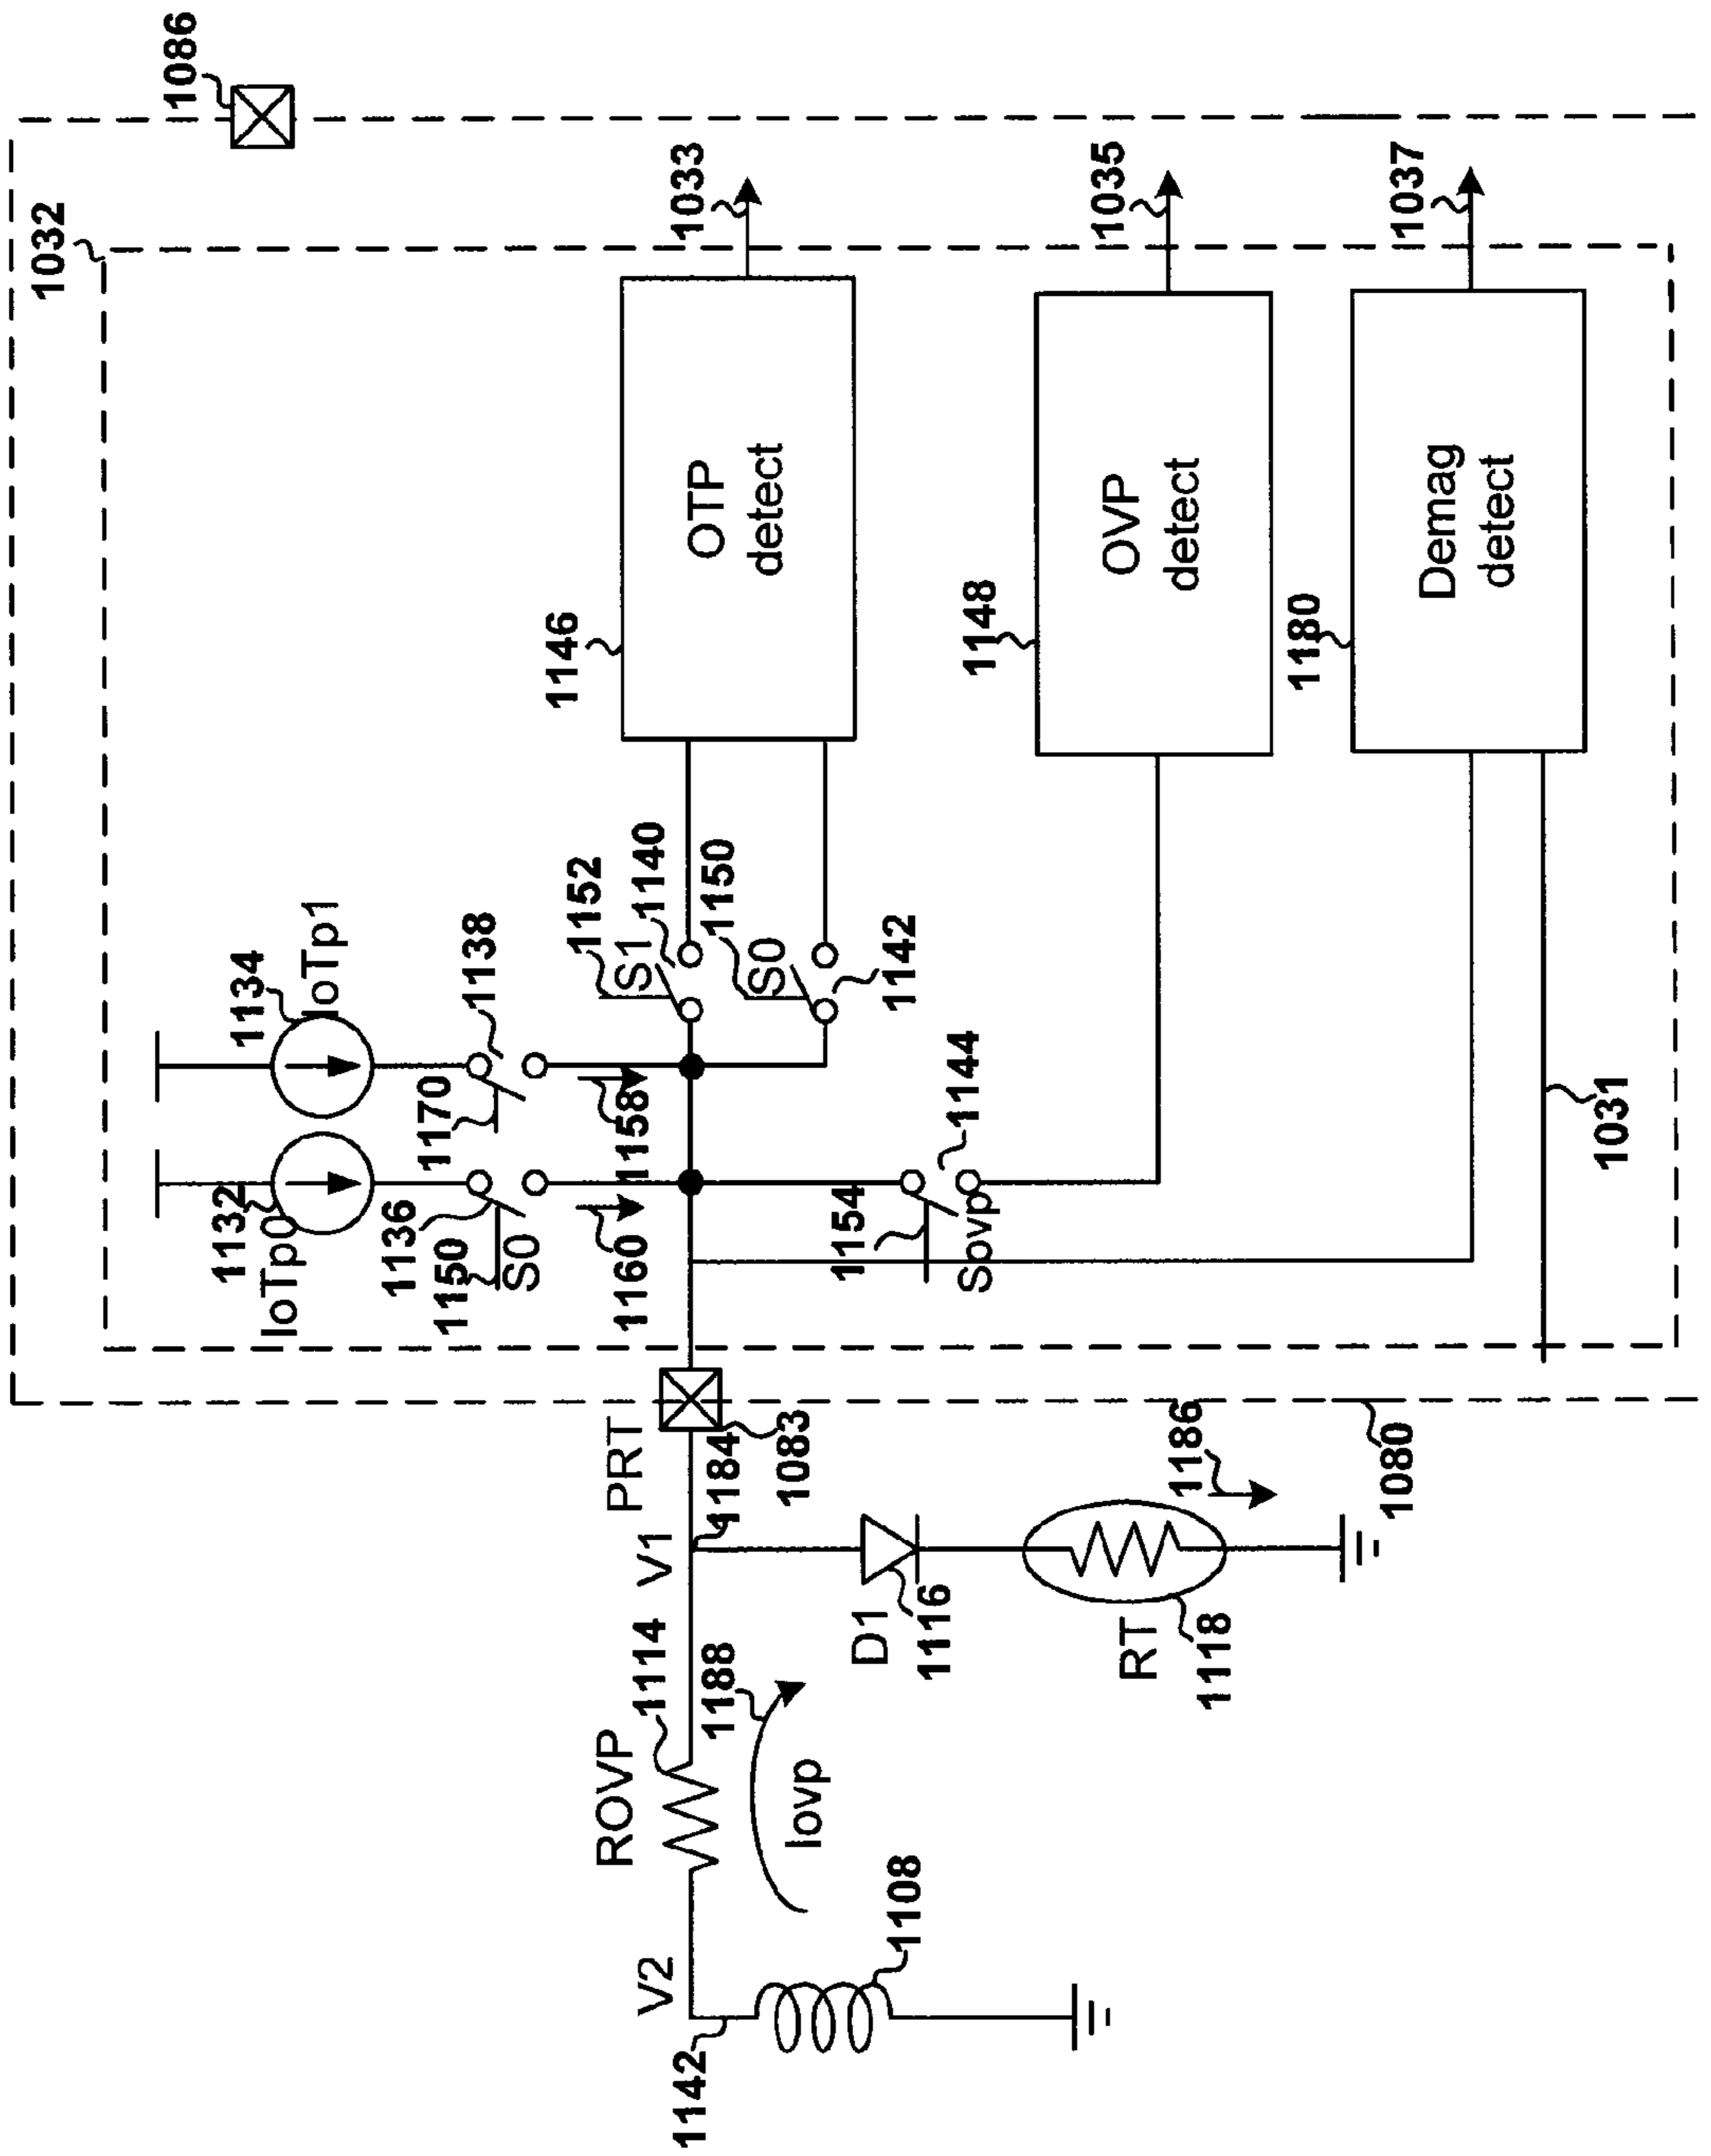 1086
1032
1033
1035
1037
OTP
detect
1146
OVP
detect
1148
Demag
detect
1180
1134
IoTp1
1138
1170
1158
1132
IoTp0
1136
1150
S0
1160
1152
S1
1140
1150
S0
1142
1144
1154
Sovp
1031
PRT
1083
1080
V1
1184
1186
D1
1116
RT
1118
ROVP
1114
1188
Iovp
V2
1142
1108